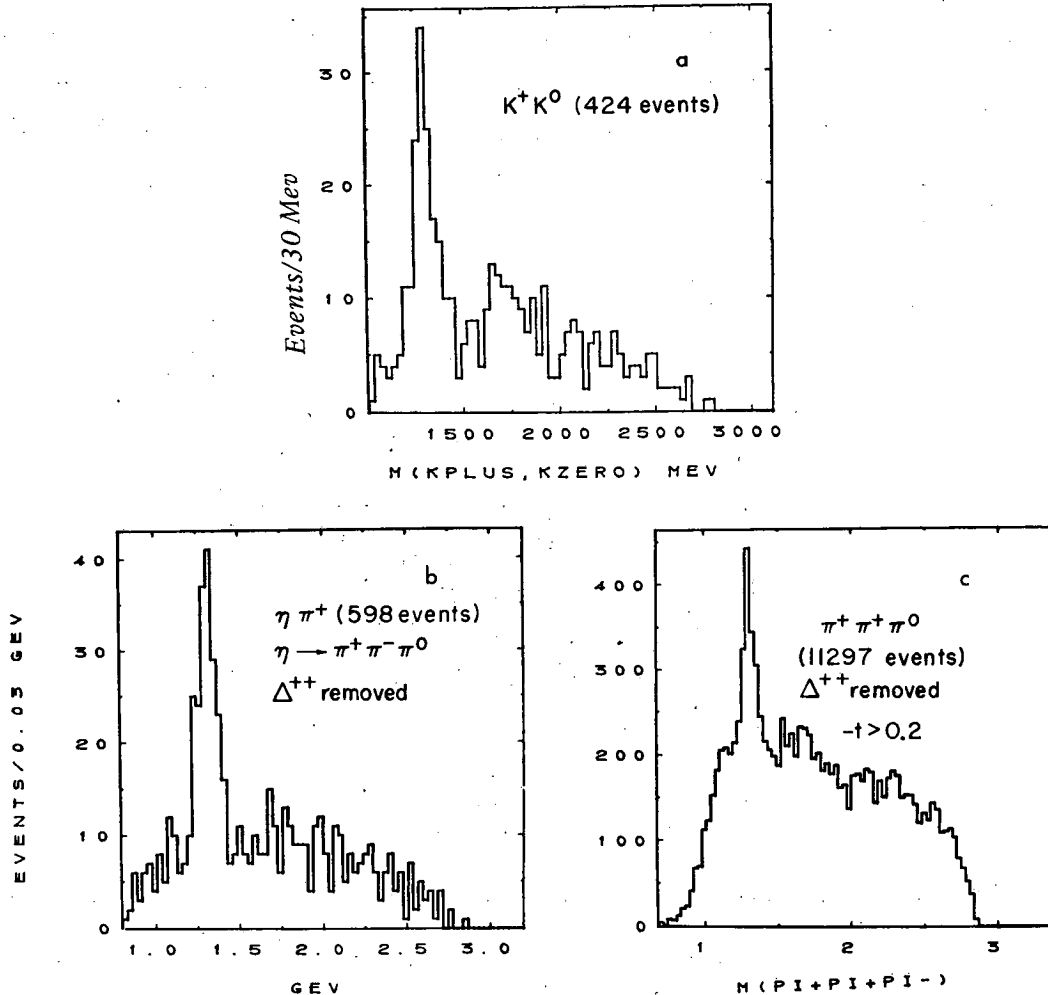 a
K⁺K⁰ (424 events)
30
20
10
0
Events/30 Mev
1500 2000 2500 3000
M(KPLUS,KZERO) MEV
b
η π⁺ (598 events)
η → π⁺π⁻π⁰
Δ⁺⁺ removed
40
30
20
10
0
EVENTS/0.03 GEV
1.0 1.5 2.0 2.5 3.0
GEV
c
π⁺π⁺π⁰
(11297 events)
Δ⁺⁺ removed
-t>0.2
400
300
200
100
0
1 2 3
M(PI+PI+PI-)